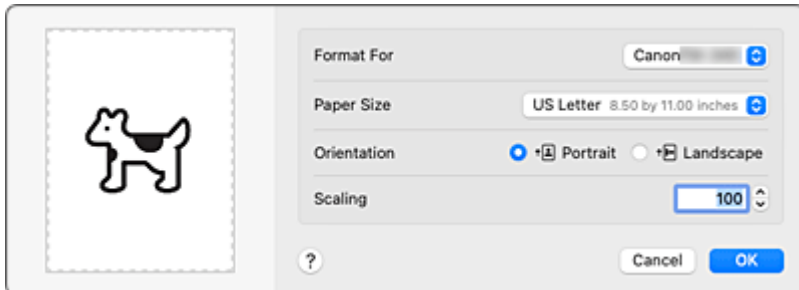 Format For Canon
Paper Size US Letter 8.50 by 11.00 inches
Orientation Portrait Landscape
Scaling 100
? Cancel OK